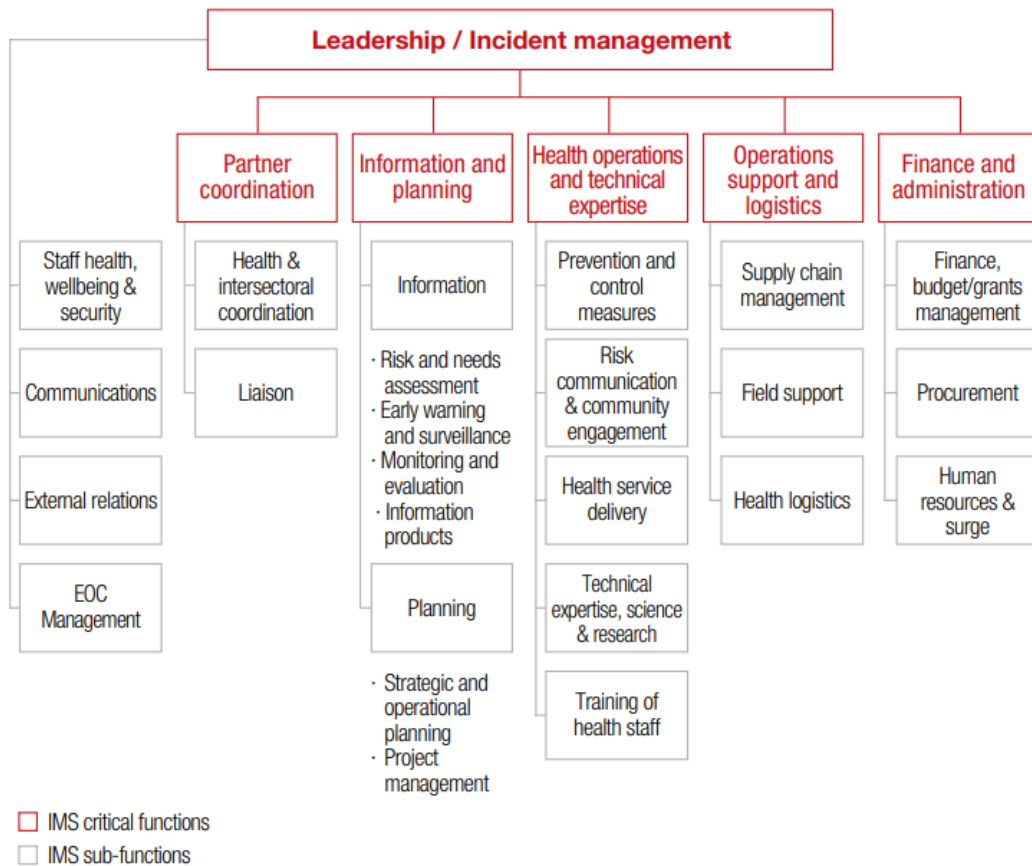 Leadership / Incident management
Partner
coordination
Information and
planning
Health operations
and technical
expertise
Operations
support and
logistics
Finance and
administration
Staff health,
wellbeing &
security
Communications
External relations
EOC
Management
Health &
intersectoral
coordination
Liaison
Information
· Risk and needs
assessment
· Early warning
and surveillance
· Monitoring and
evaluation
· Information
products
Planning
· Strategic and
operational
planning
· Project
management
Prevention and
control
measures
Risk
communication
& community
engagement
Health service
delivery
Technical
expertise, science
& research
Training of
health staff
Supply chain
management
Field support
Health logistics
Finance,
budget/grants
management
Procurement
Human
resources &
surge
IMS critical functions
IMS sub-functions